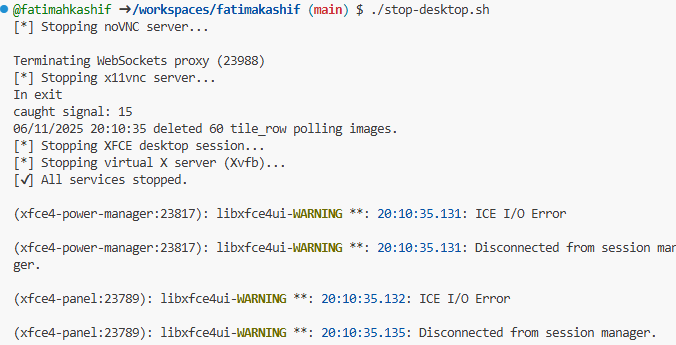 @fatimahkashif ➜/workspaces/fatimakashif (main) $ ./stop-desktop.sh
[*] Stopping noVNC server...
Terminating WebSockets proxy (23988)
[*] Stopping x11vnc server...
In exit
caught signal: 15
06/11/2025 20:10:35 deleted 60 tile_row polling images.
[*] Stopping XFCE desktop session...
[*] Stopping virtual X server (Xvfb)...
[✓] All services stopped.
(xfce4-power-manager:23817): libxfce4ui-WARNING **: 20:10:35.131: ICE I/O Error
(xfce4-power-manager:23817): libxfce4ui-WARNING **: 20:10:35.131: Disconnected from session mana
ger.
(xfce4-panel:23789): libxfce4ui-WARNING **: 20:10:35.132: ICE I/O Error
(xfce4-panel:23789): libxfce4ui-WARNING **: 20:10:35.135: Disconnected from session manager.